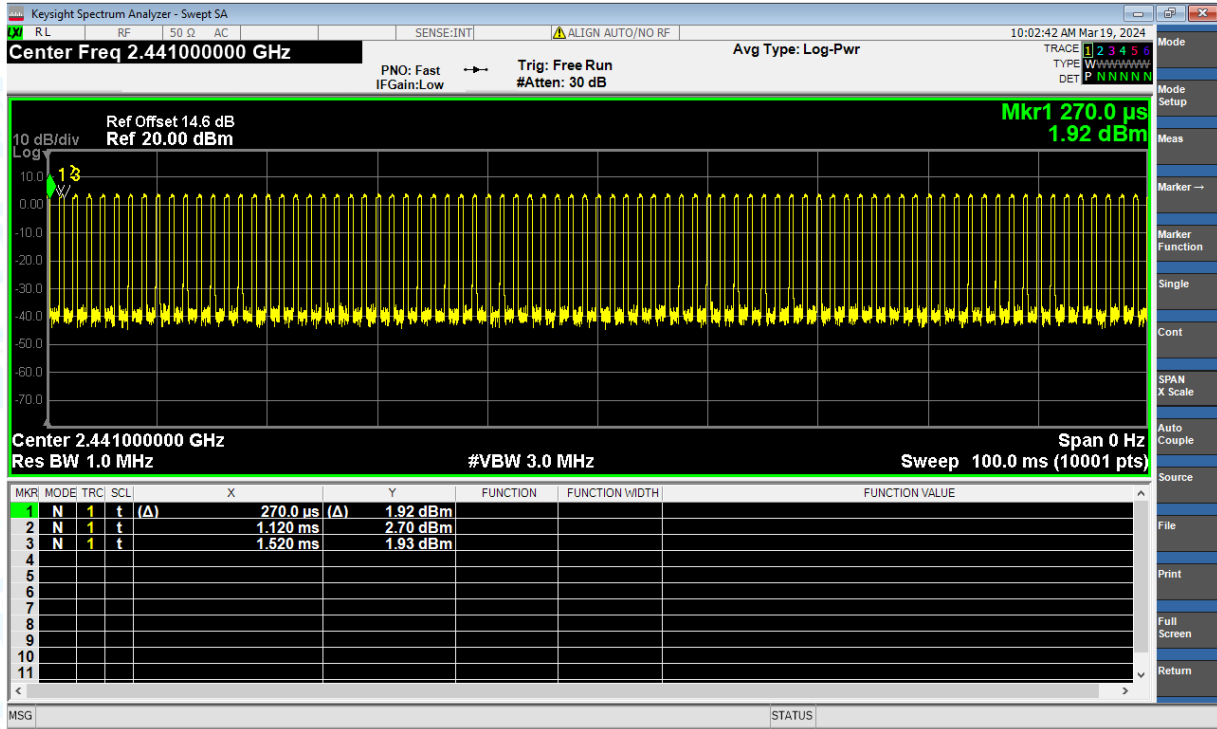 Keysight Spectrum Analyzer - Swept SA
LXI RL RF 50 Ω AC SENSE:INT ALIGN AUTO/NO RF 10:02:42 AM Mar 19, 2024
Center Freq 2.441000000 GHz
Avg Type: Log-Pwr
TRACE 1 2 3 4 5 6
TYPE WWWWWWW
DET P N N N N N
PNO: Fast
IFGain:Low
Trig: Free Run
#Atten: 30 dB
Mkr1 270.0 µs
1.92 dBm
Ref Offset 14.6 dB
10 dB/div Ref 20.00 dBm
Log
1 2 3
10.0
0.00
-10.0
-20.0
-30.0
-40.0
-50.0
-60.0
-70.0
Center 2.441000000 GHz Span 0 Hz
Res BW 1.0 MHz #VBW 3.0 MHz Sweep 100.0 ms (10001 pts)
MKR MODE TRC SCL X Y FUNCTION FUNCTION WIDTH FUNCTION VALUE
1 N 1 t (Δ) 270.0 µs (Δ) 1.92 dBm
2 N 1 t 1.120 ms 2.70 dBm
3 N 1 t 1.520 ms 1.93 dBm
4
5
6
7
8
9
10
11
MSG STATUS
Mode
Mode
Setup
Meas
Marker →
Marker
Function
Single
Cont
SPAN
X Scale
Auto
Couple
Source
File
Print
Full
Screen
Return